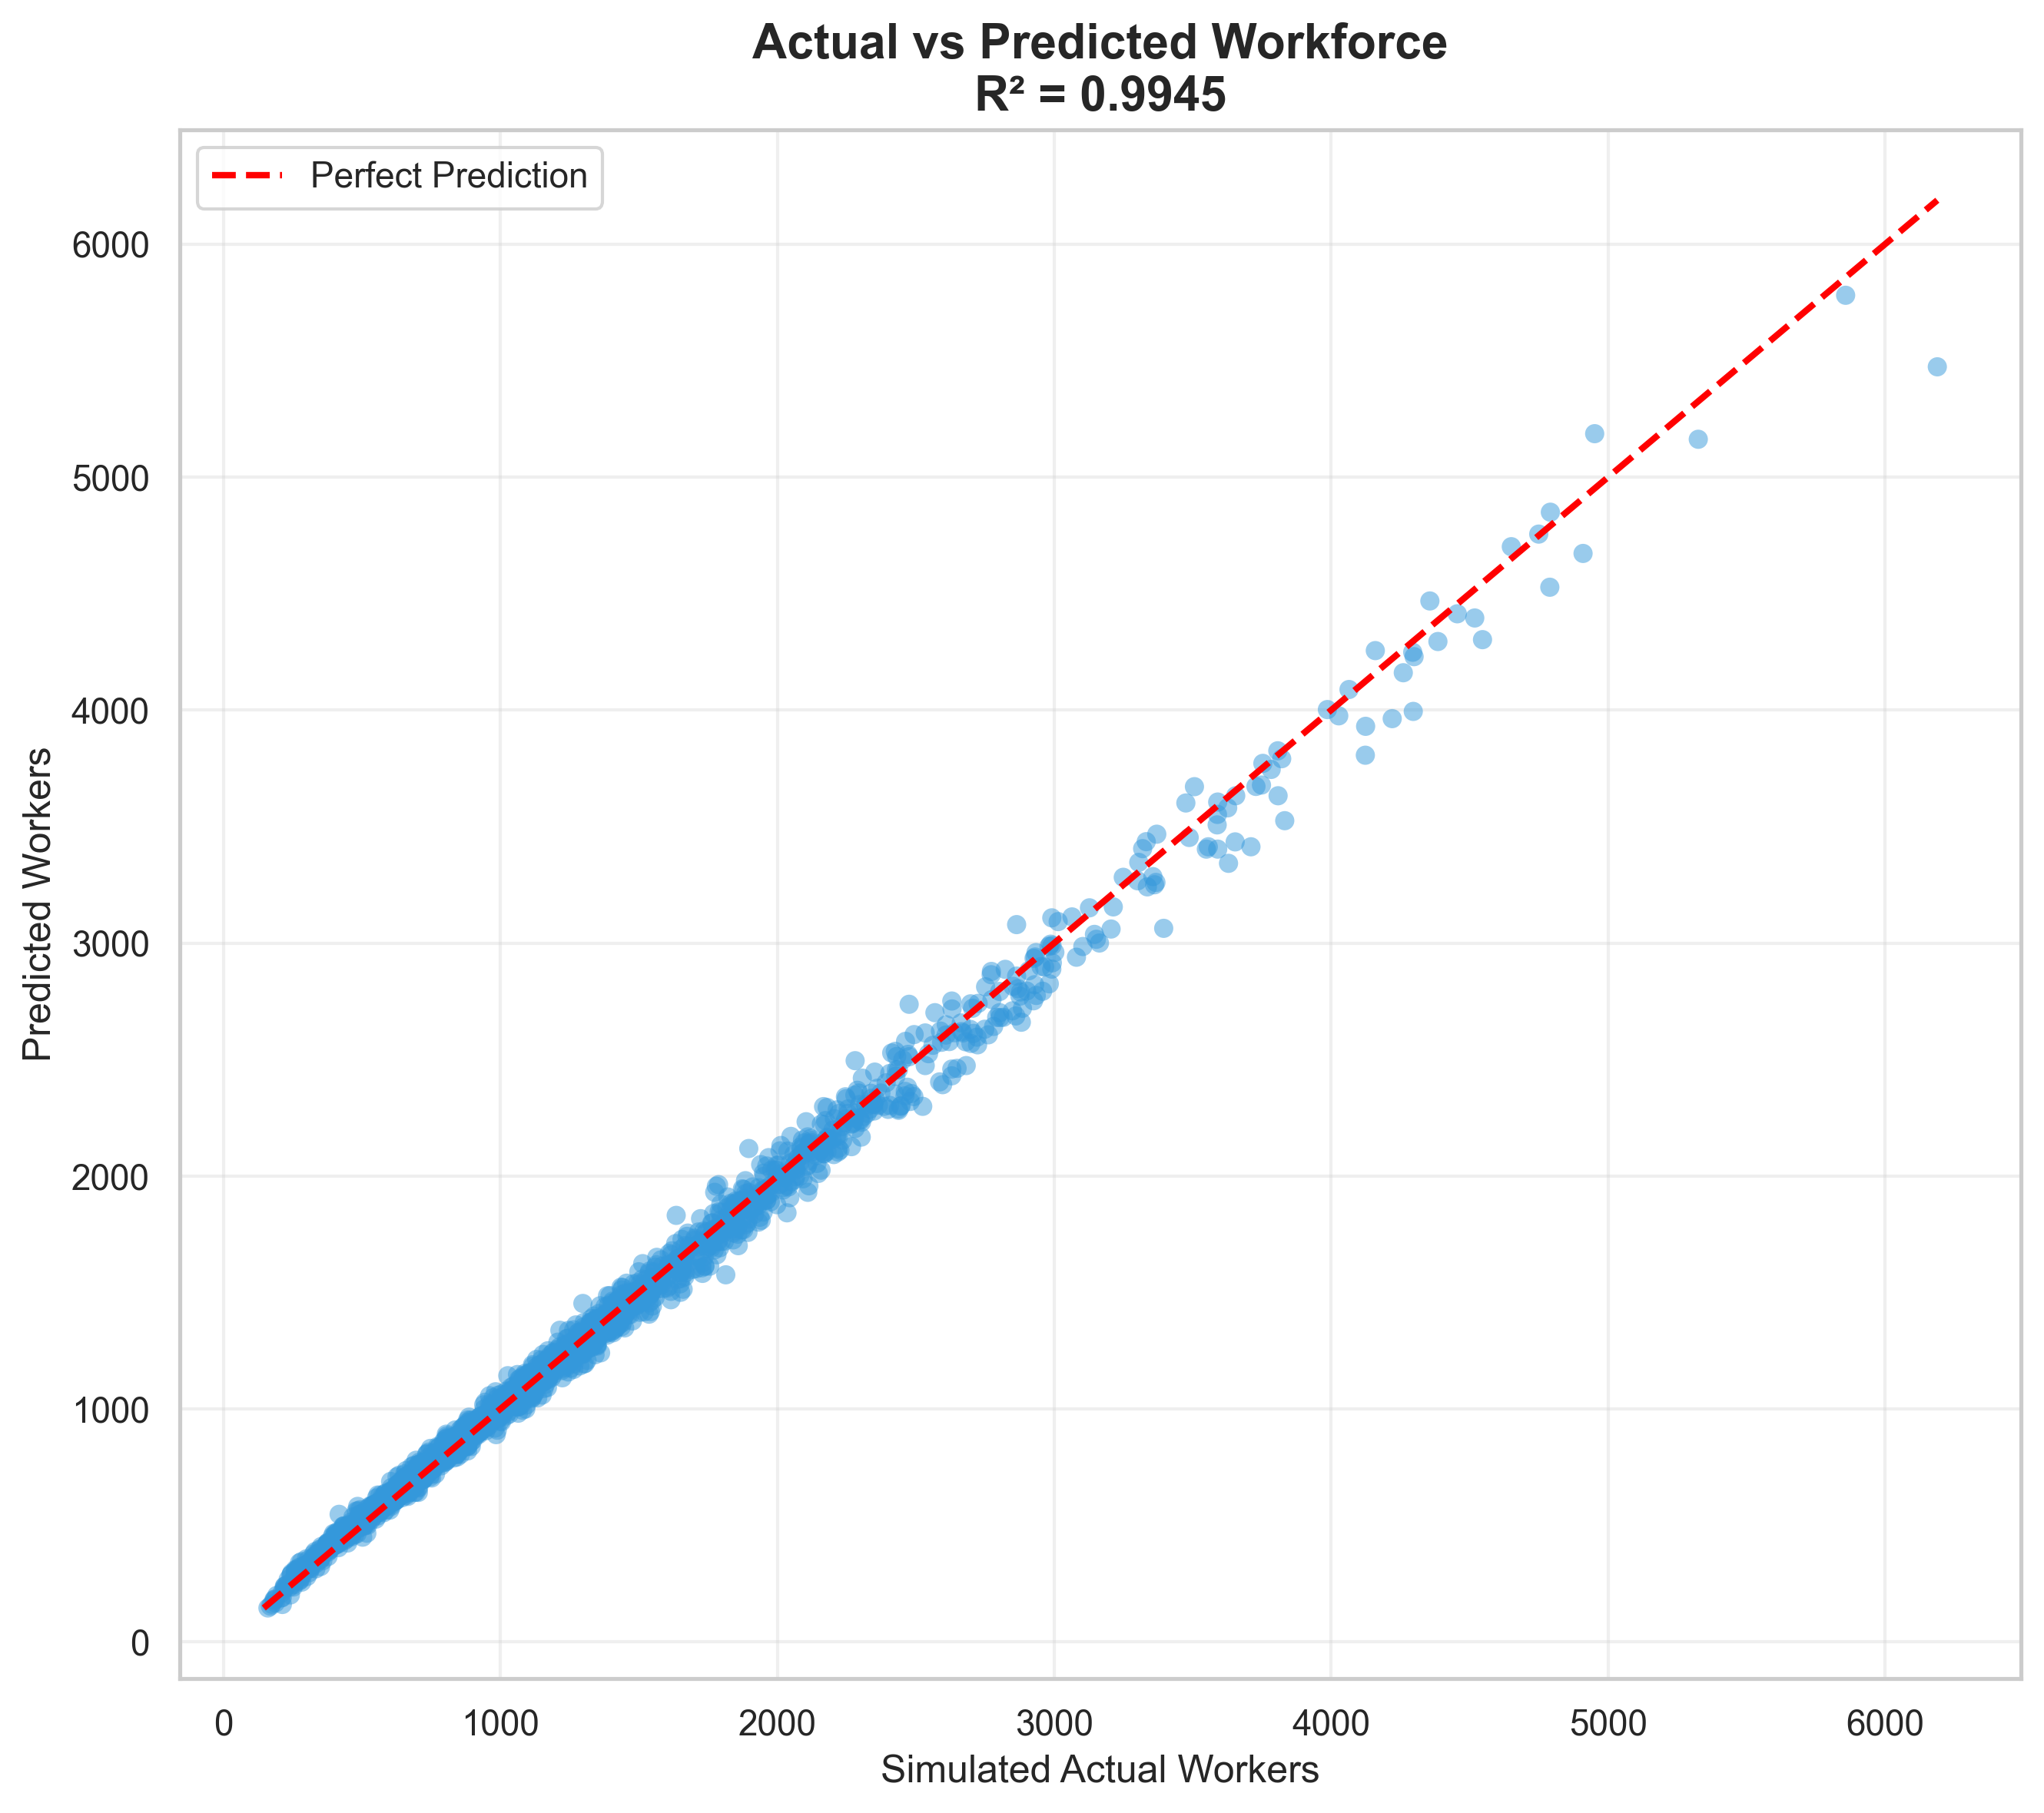 Actual vs Predicted Workforce
R² = 0.9945
Perfect Prediction
6000
5000
4000
3000
2000
1000
0
Predicted Workers
0 1000 2000 3000 4000 5000 6000
Simulated Actual Workers